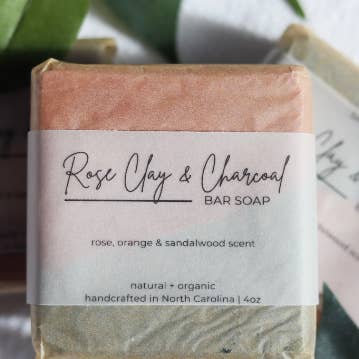 Rose Clay & Charcoal
BAR SOAP
rose, orange & sandalwood scent
natural + organic
handcrafted in North Carolina | 4oz